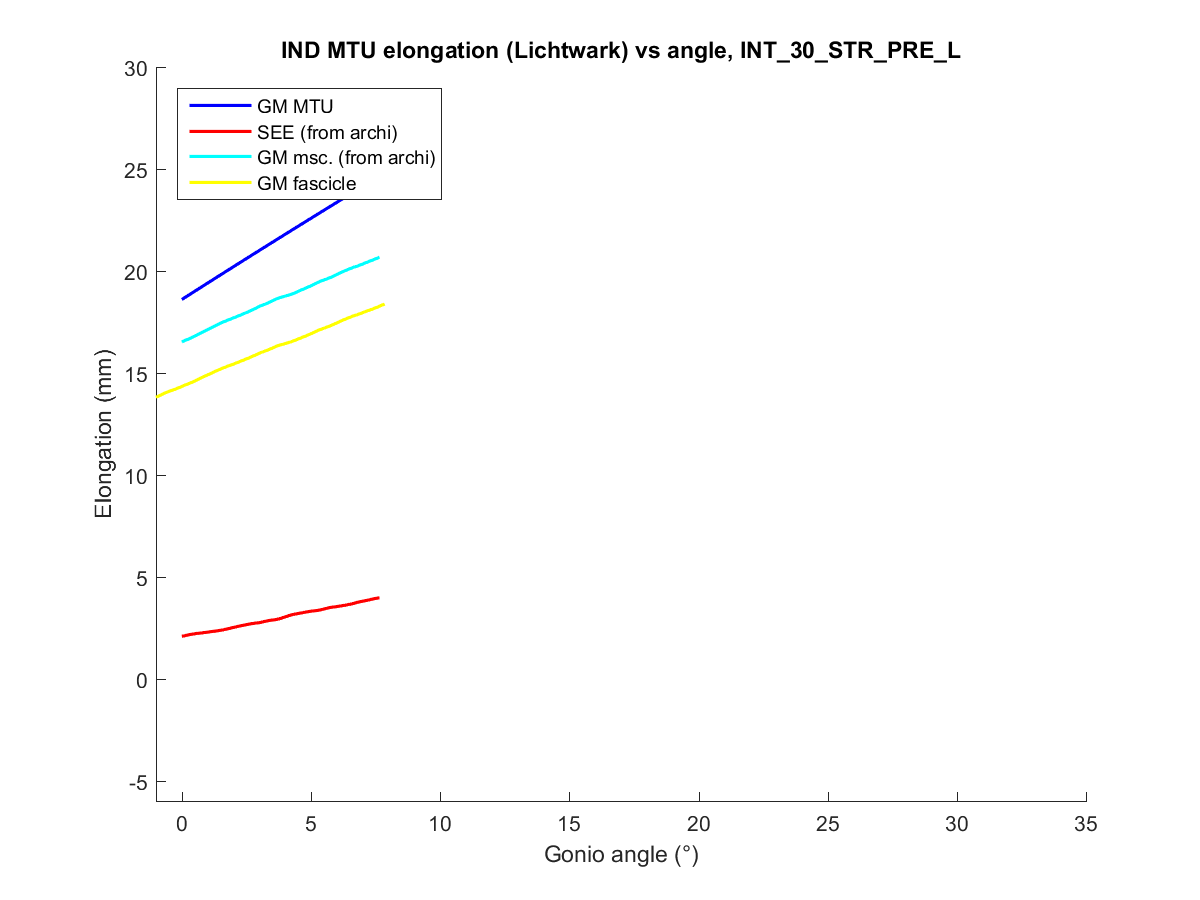 IND MTU elongation (Lichtwark) vs angle, INT_30_STR_PRE_L
30
25
20
15
10
5
0
-5
Elongation (mm)
GM MTU
SEE (from archi)
GM msc. (from archi)
GM fascicle
0 5 10 15 20 25 30 35
Gonio angle (°)